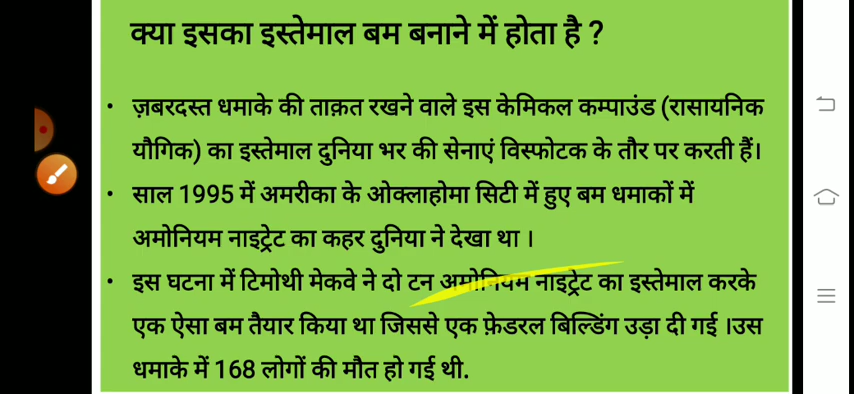 क्या इसका इस्तेमाल बम बनाने में होता है ?
• ज़बरदस्त धमाके की ताक़त रखने वाले इस केमिकल कम्पाउंड (रासायनिक
यौगिक) का इस्तेमाल दुनिया भर की सेनाएं विस्फोटक के तौर पर करती हैं।
• साल 1995 में अमरीका के ओक्लाहोमा सिटी में हुए बम धमाकों में
अमोनियम नाइट्रेट का कहर दुनिया ने देखा था ।
• इस घटना में टिमोथी मेकवे ने दो टन अमोनियम नाइट्रेट का इस्तेमाल करके
एक ऐसा बम तैयार किया था जिससे एक फ़ेडरल बिल्डिंग उड़ा दी गई ।उस
धमाके में 168 लोगों की मौत हो गई थी.